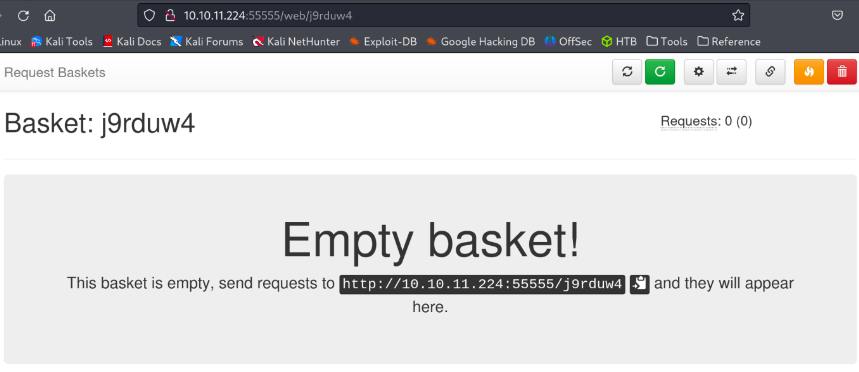 10.10.11.224:55555/web/j9rduw4
Linux Kali Tools Kali Docs Kali Forums Kali NetHunter Exploit-DB Google Hacking DB OffSec HTB Tools Reference
Request Baskets
Basket: j9rduw4
Requests: 0 (0)
Empty basket!
This basket is empty, send requests to http://10.10.11.224:55555/j9rduw4 and they will appear
here.